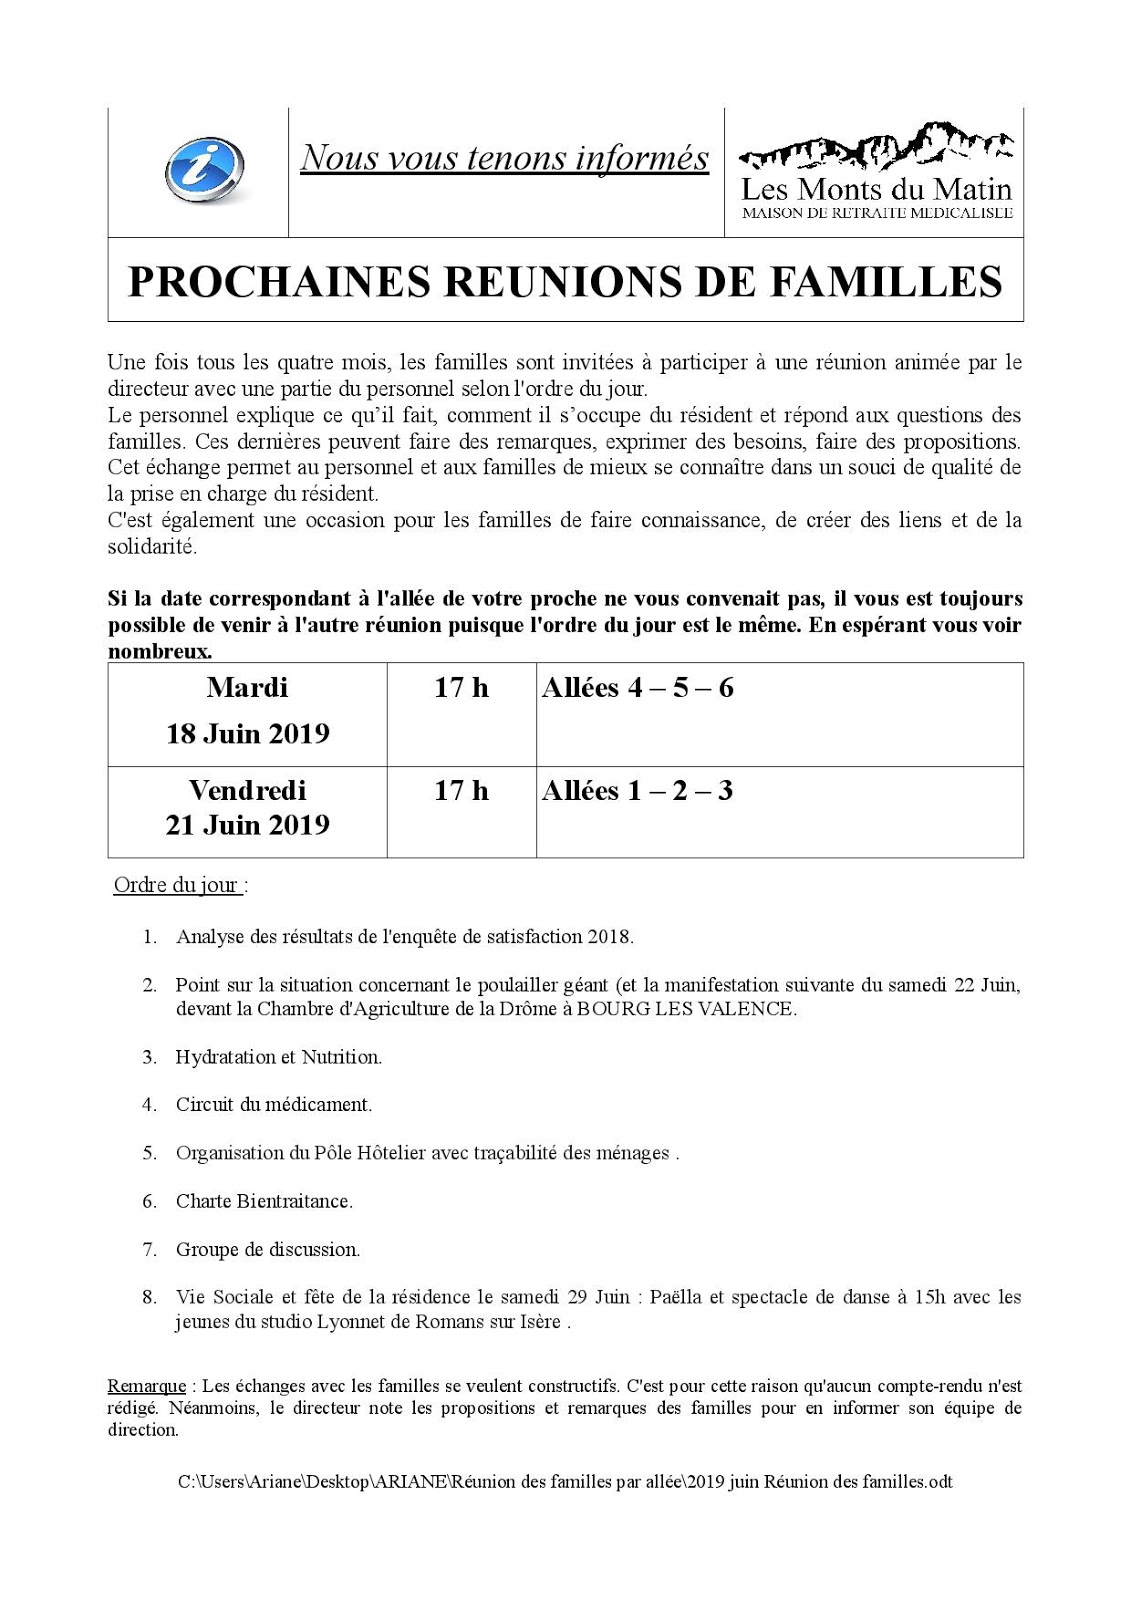 Nous vous tenons informés
Les Monts du Matin
MAISON DE RETRAITE MEDICALISEE
PROCHAINES REUNIONS DE FAMILLES
Une fois tous les quatre mois, les familles sont invitées à participer à une réunion animée par le
directeur avec une partie du personnel selon l'ordre du jour.
Le personnel explique ce qu’il fait, comment il s’occupe du résident et répond aux questions des
familles. Ces dernières peuvent faire des remarques, exprimer des besoins, faire des propositions.
Cet échange permet au personnel et aux familles de mieux se connaître dans un souci de qualité de
la prise en charge du résident.
C'est également une occasion pour les familles de faire connaissance, de créer des liens et de la
solidarité.
Si la date correspondant à l'allée de votre proche ne vous convenait pas, il vous est toujours
possible de venir à l'autre réunion puisque l'ordre du jour est le même. En espérant vous voir
nombreux.
Mardi
18 Juin 2019
17 h
Allées 4 – 5 – 6
Vendredi
21 Juin 2019
17 h
Allées 1 – 2 – 3
Ordre du jour :
1. Analyse des résultats de l'enquête de satisfaction 2018.
2. Point sur la situation concernant le poulailler géant (et la manifestation suivante du samedi 22 Juin,
devant la Chambre d'Agriculture de la Drôme à BOURG LES VALENCE.
3. Hydratation et Nutrition.
4. Circuit du médicament.
5. Organisation du Pôle Hôtelier avec traçabilité des ménages .
6. Charte Bientraitance.
7. Groupe de discussion.
8. Vie Sociale et fête de la résidence le samedi 29 Juin : Paëlla et spectacle de danse à 15h avec les
jeunes du studio Lyonnet de Romans sur Isère .
Remarque : Les échanges avec les familles se veulent constructifs. C'est pour cette raison qu'aucun compte-rendu n'est
rédigé. Néanmoins, le directeur note les propositions et remarques des familles pour en informer son équipe de
direction.
C:\Users\Ariane\Desktop\ARIANE\Réunion des familles par allée\2019 juin Réunion des familles.odt